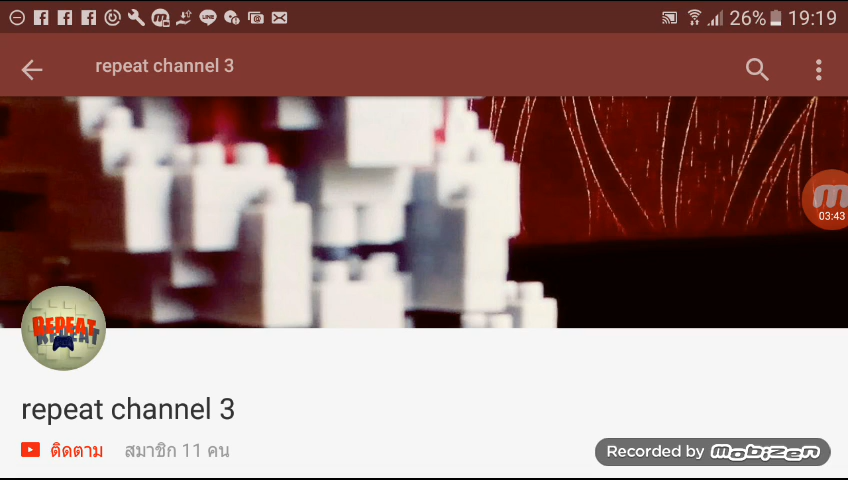 26% 19:19
repeat channel 3
03:43
REPEAT
REPEAT
repeat channel 3
ติดตาม สมาชิก 11 คน
Recorded by mobizen